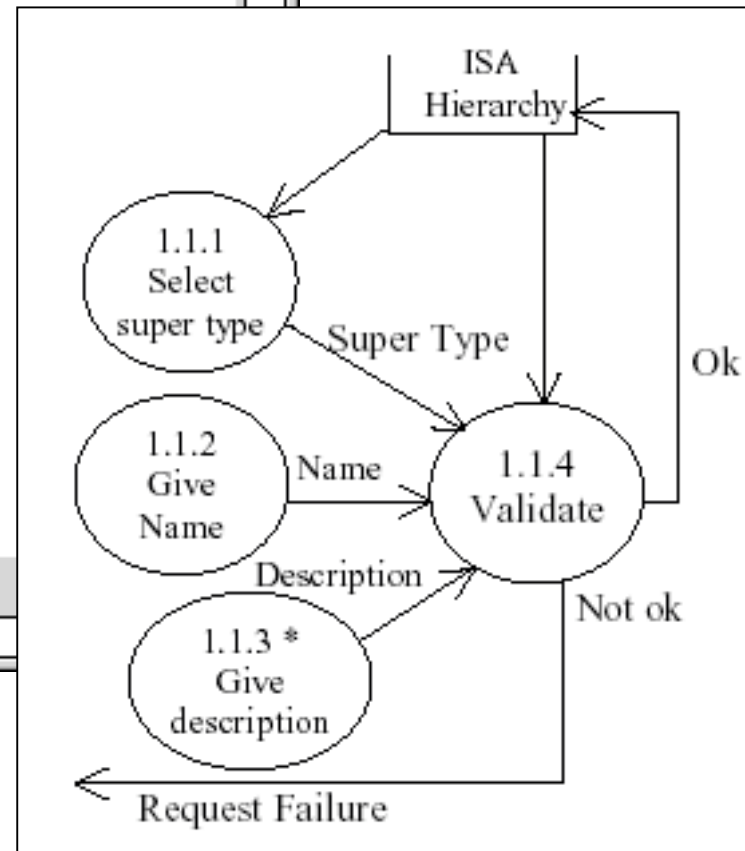 ISA
Hierarchy
1.1.1
Select
super type
Super Type
Ok
1.1.2
Give
Name
Name
1.1.4
Validate
Description
Not ok
1.1.3 *
Give
description
Request Failure